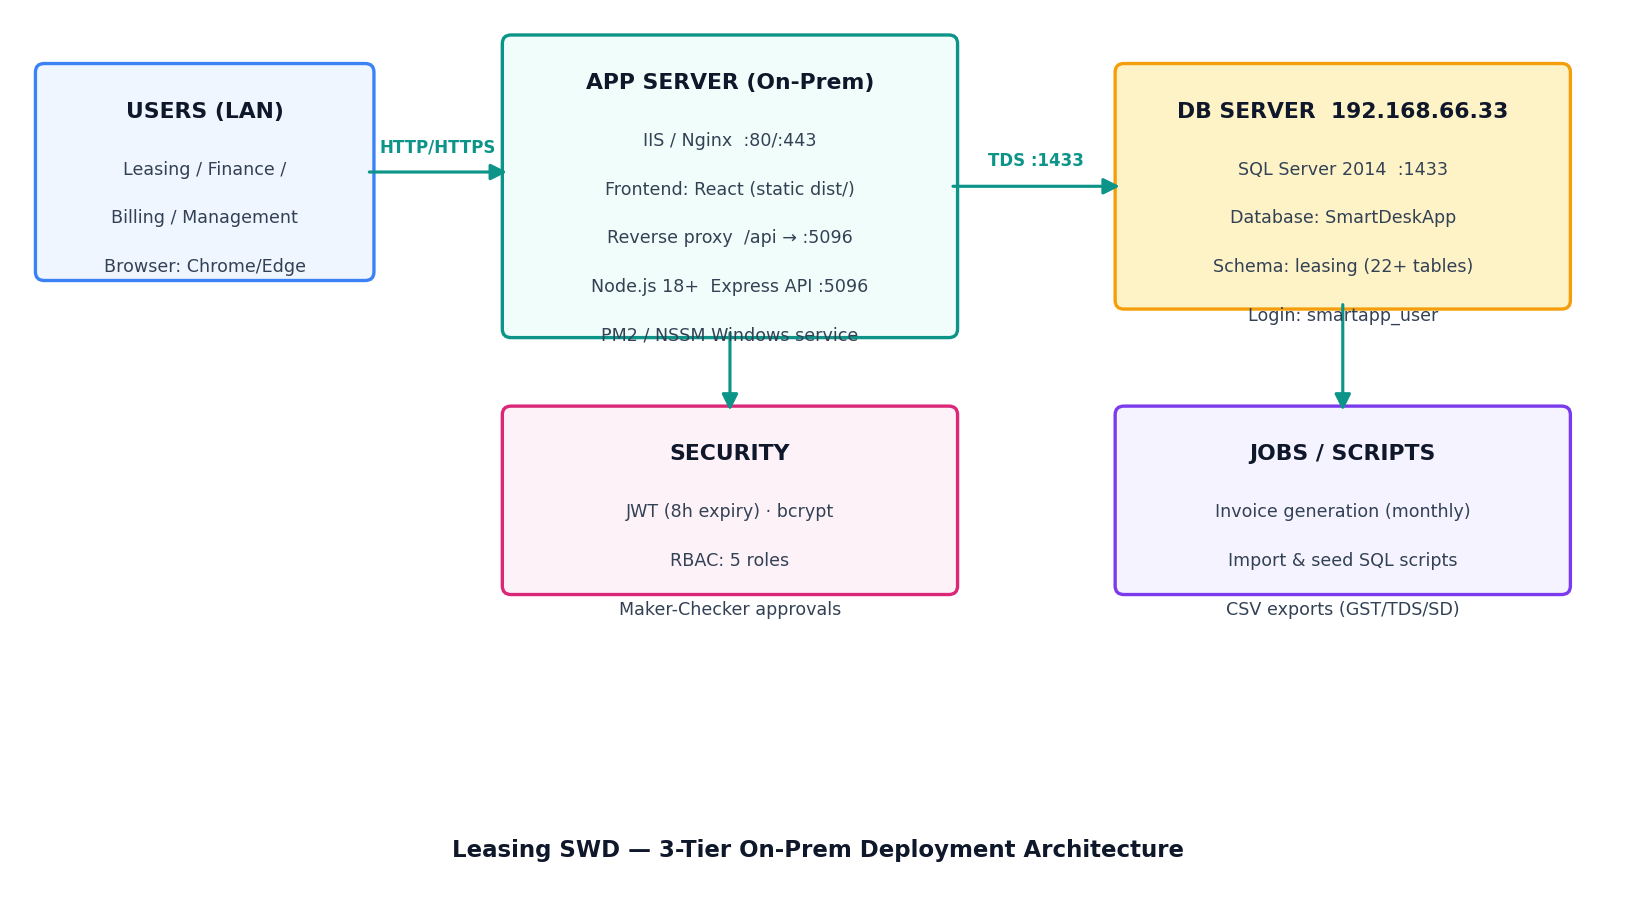 USERS (LAN)
Leasing / Finance /
Billing / Management
Browser: Chrome/Edge
HTTP/HTTPS
APP SERVER (On-Prem)
IIS / Nginx  :80/:443
Frontend: React (static dist/)
Reverse proxy  /api → :5096
Node.js 18+  Express API :5096
PM2 / NSSM Windows service
TDS :1433
DB SERVER  192.168.66.33
SQL Server 2014  :1433
Database: SmartDeskApp
Schema: leasing (22+ tables)
Login: smartapp_user
SECURITY
JWT (8h expiry) · bcrypt
RBAC: 5 roles
Maker-Checker approvals
JOBS / SCRIPTS
Invoice generation (monthly)
Import & seed SQL scripts
CSV exports (GST/TDS/SD)
Leasing SWD — 3-Tier On-Prem Deployment Architecture